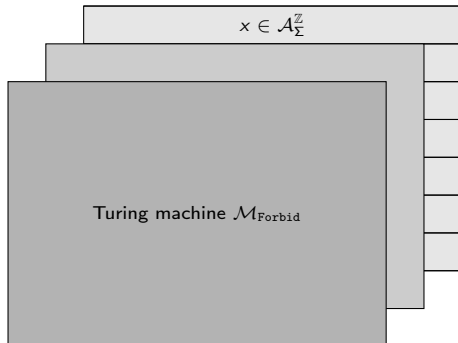 x ∈ 𝒜_Σ^ℤ
Turing machine ℳ_Forbid